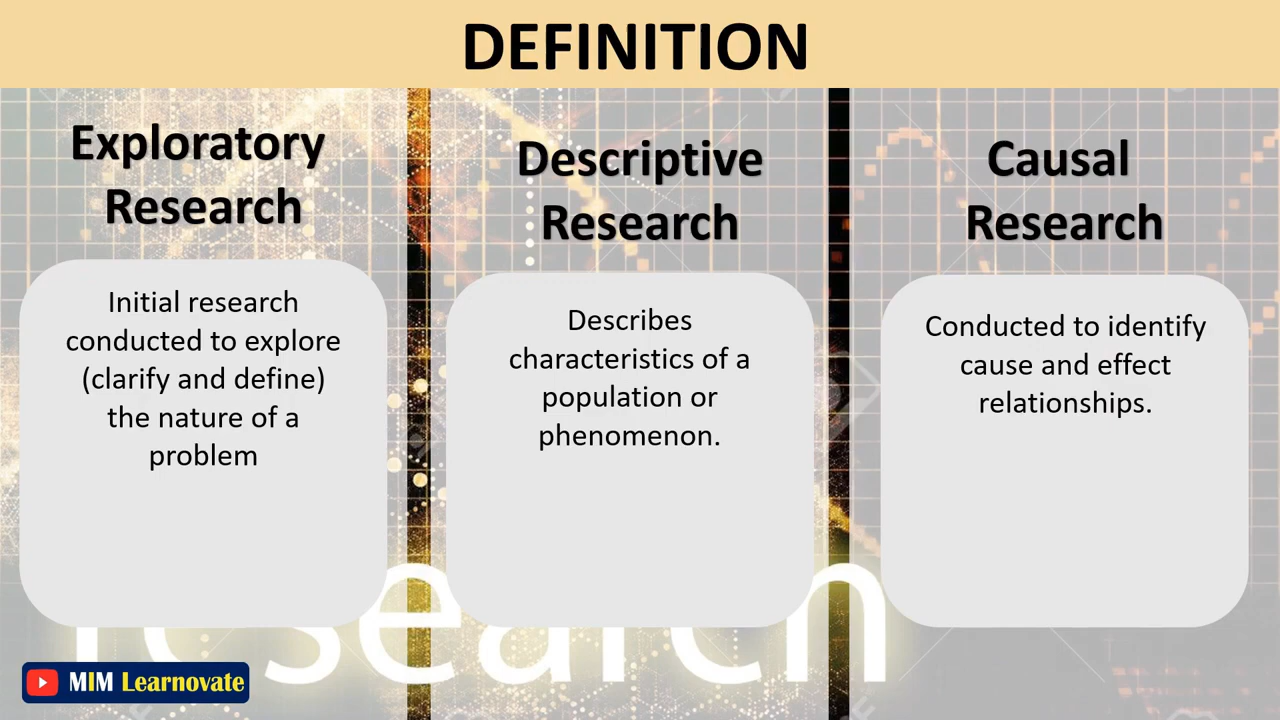 DEFINITION
Exploratory
Research
Initial research
conducted to explore
(clarify and define)
the nature of a
problem
Descriptive
Research
Describes
characteristics of a
population or
phenomenon.
Causal
Research
Conducted to identify
cause and effect
relationships.
research
MIM Learnovate